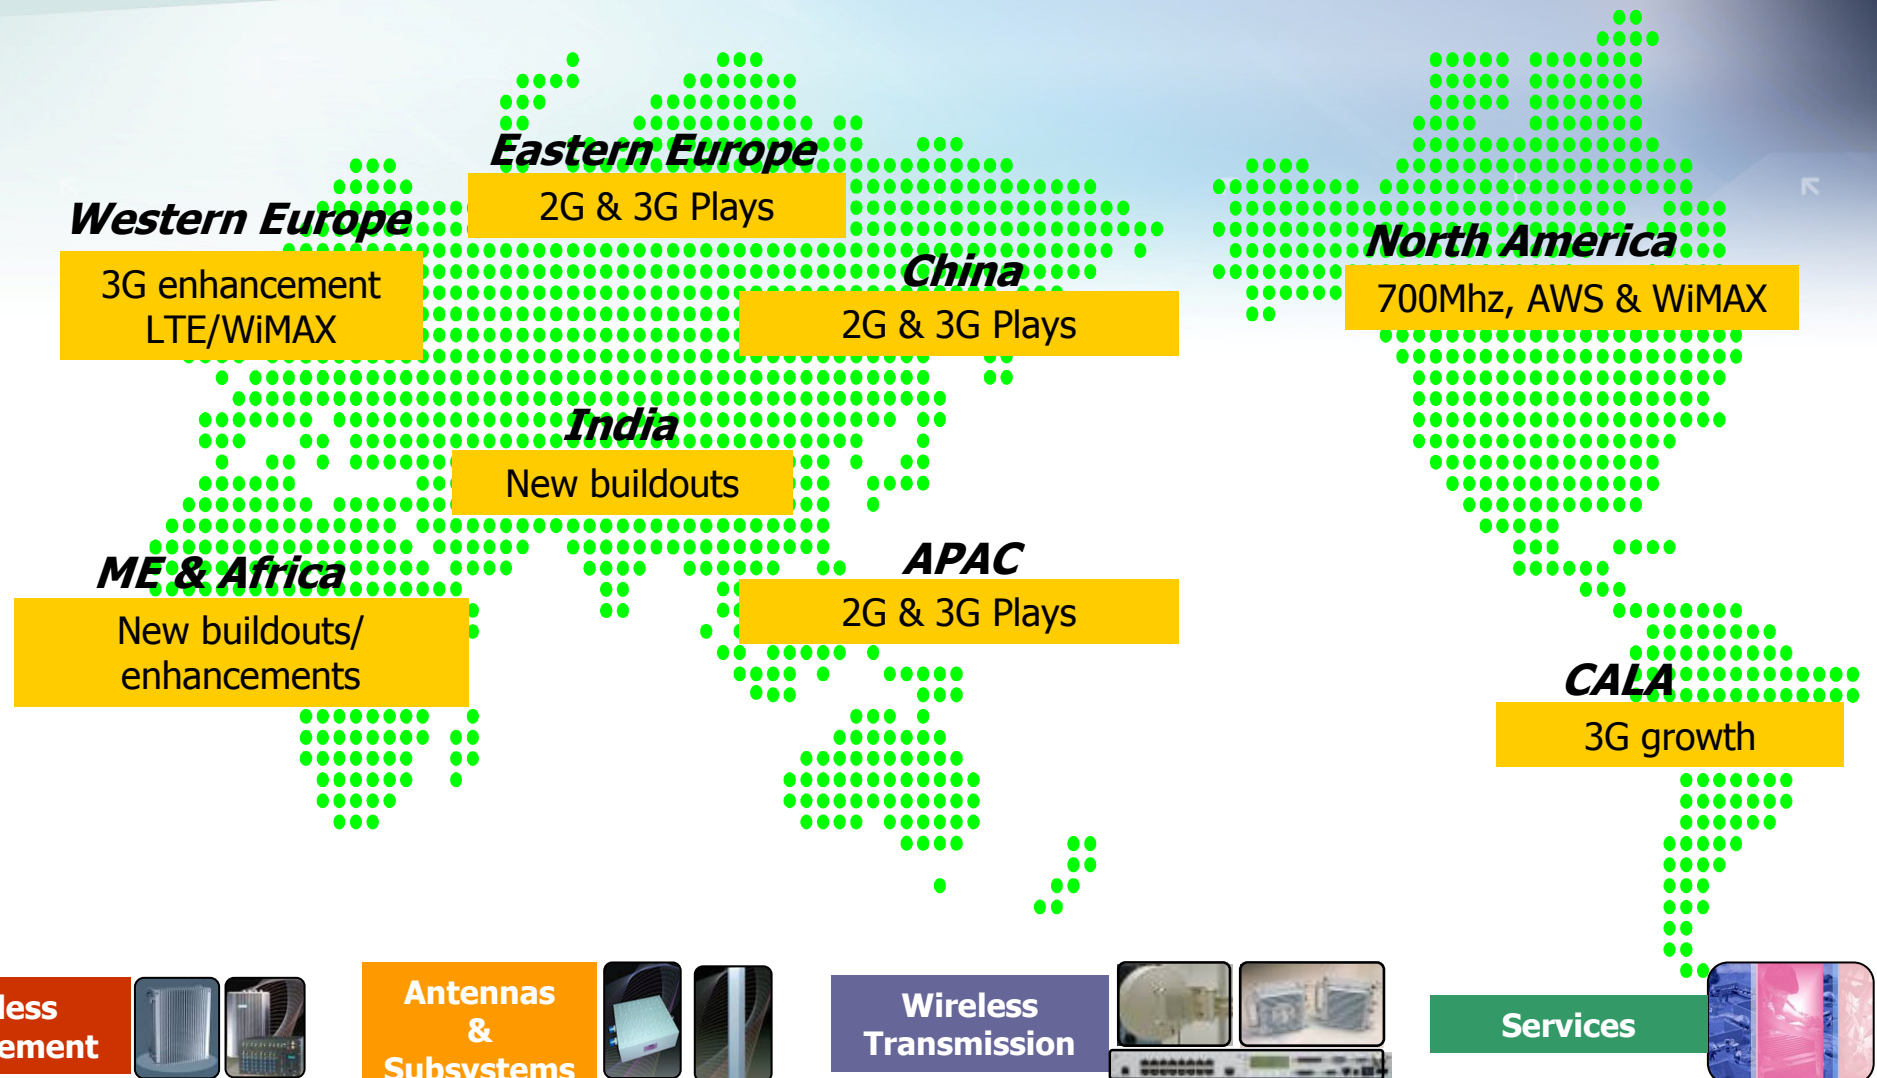 Eastern Europe
2G & 3G Plays
Western Europe
3G enhancement
LTE/WiMAX
China
2G & 3G Plays
North America
700Mhz, AWS & WiMAX
India
New buildouts
ME & Africa
New buildouts/
enhancements
APAC
2G & 3G Plays
CALA
3G growth
less
ement
Antennas
&
Subsystems
Wireless
Transmission
Services